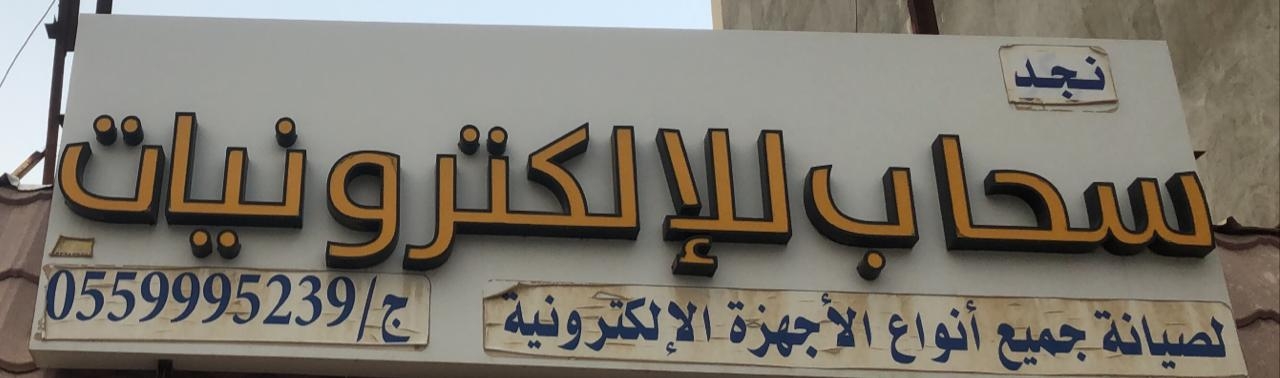 نجد
سحاب للإلكترونيات
لصيانة جميع أنواع الأجهزة الإلكترونية
ج/0559995239